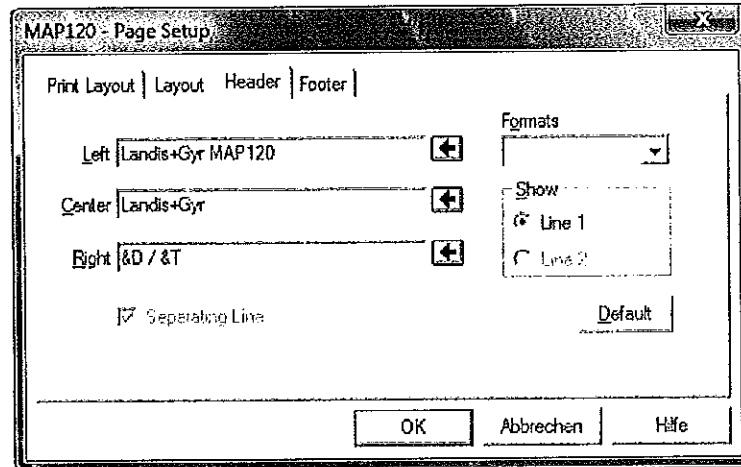 MAP120 - Page Setup
Print Layout Layout Header Footer
Formats
Left Landis+Gyr MAP120
Center Landis+Gyr
Show
Line 1
Right &D / &T
Line 2
Separating Line
Default
OK Abbrechen Hilfe